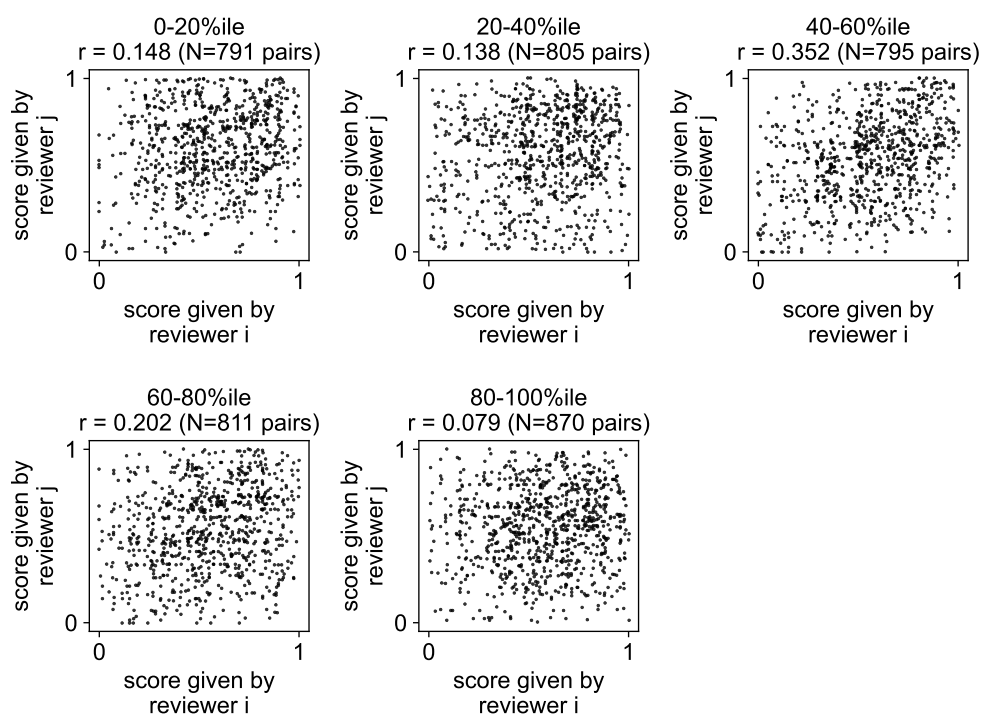 0-20%ile
r = 0.148 (N=791 pairs)
1
score given by
reviewer j
0
0
1
score given by
reviewer i
20-40%ile
r = 0.138 (N=805 pairs)
1
score given by
reviewer j
0
0
1
score given by
reviewer i
40-60%ile
r = 0.352 (N=795 pairs)
1
score given by
reviewer j
0
0
1
score given by
reviewer i
60-80%ile
r = 0.202 (N=811 pairs)
1
score given by
reviewer j
0
0
1
score given by
reviewer i
80-100%ile
r = 0.079 (N=870 pairs)
1
score given by
reviewer j
0
0
1
score given by
reviewer i